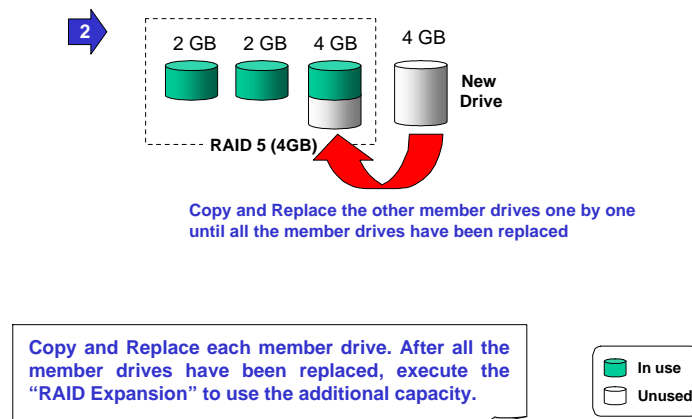 2
2 GB 2 GB 4 GB 4 GB
New
Drive
RAID 5 (4GB)
Copy and Replace the other member drives one by one
until all the member drives have been replaced
Copy and Replace each member drive. After all the
member drives have been replaced, execute the
“RAID Expansion” to use the additional capacity.
In use
Unused